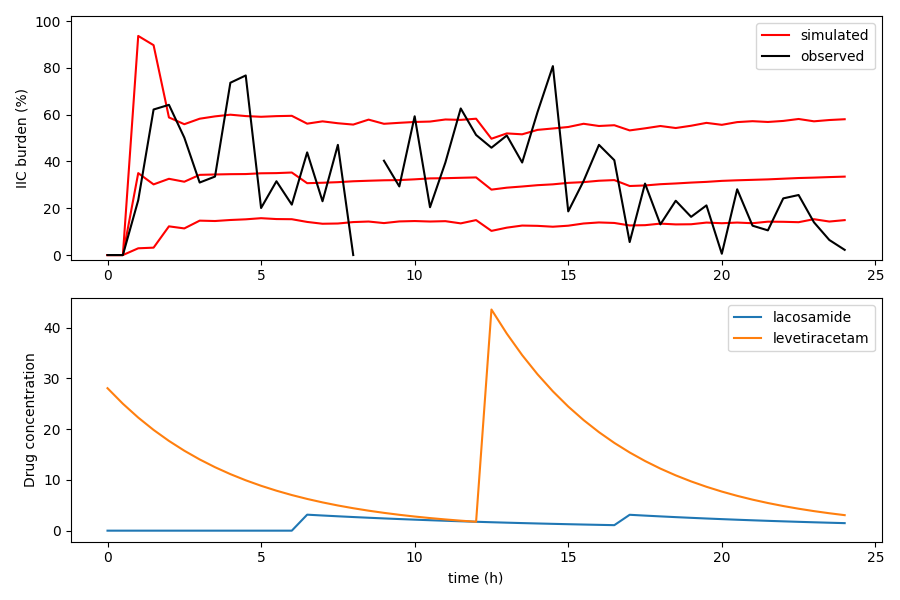 100
80
60
40
20
0
IIC burden (%)
simulated
observed
0 5 10 15 20 25
40
30
20
10
0
Drug concentration
lacosamide
levetiracetam
0 5 10 15 20 25
time (h)